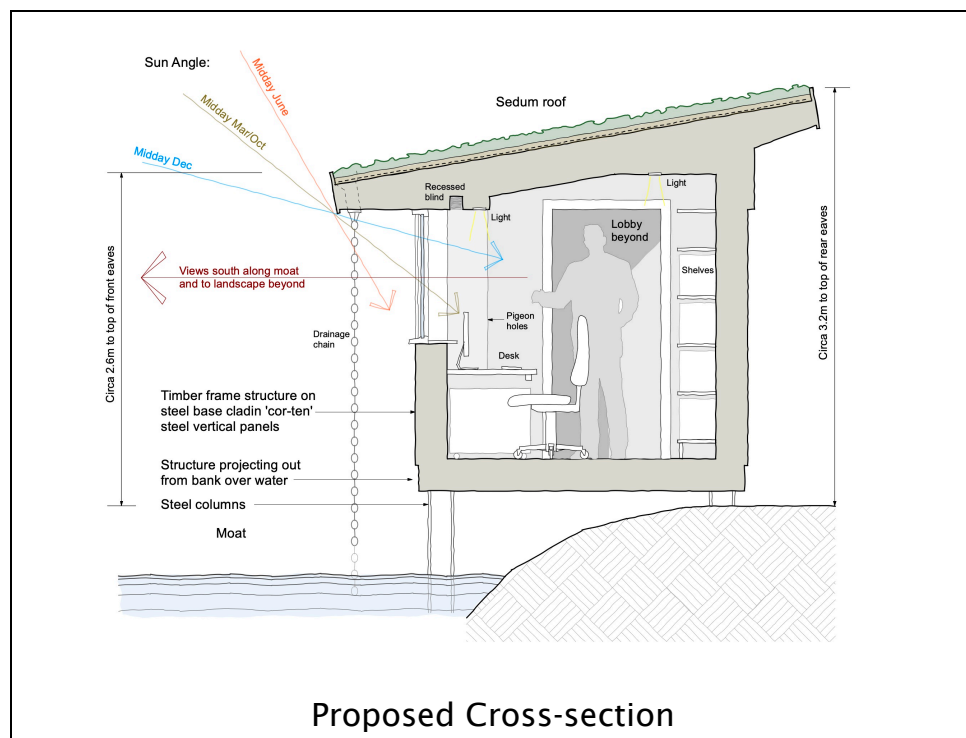 Sun Angle:
Midday June
Midday Mar/Oct
Midday Dec
Sedum roof
Recessed
blind
Light
Light
Lobby
beyond
Shelves
Views south along moat
and to landscape beyond
Circa 2.6m to top of front eaves
Circa 3.2m to top of rear eaves
Pigeon
holes
Drainage
chain
Desk
Timber frame structure on
steel base cladin 'cor-ten'
steel vertical panels
Structure projecting out
from bank over water
Steel columns
Moat
Proposed Cross-section